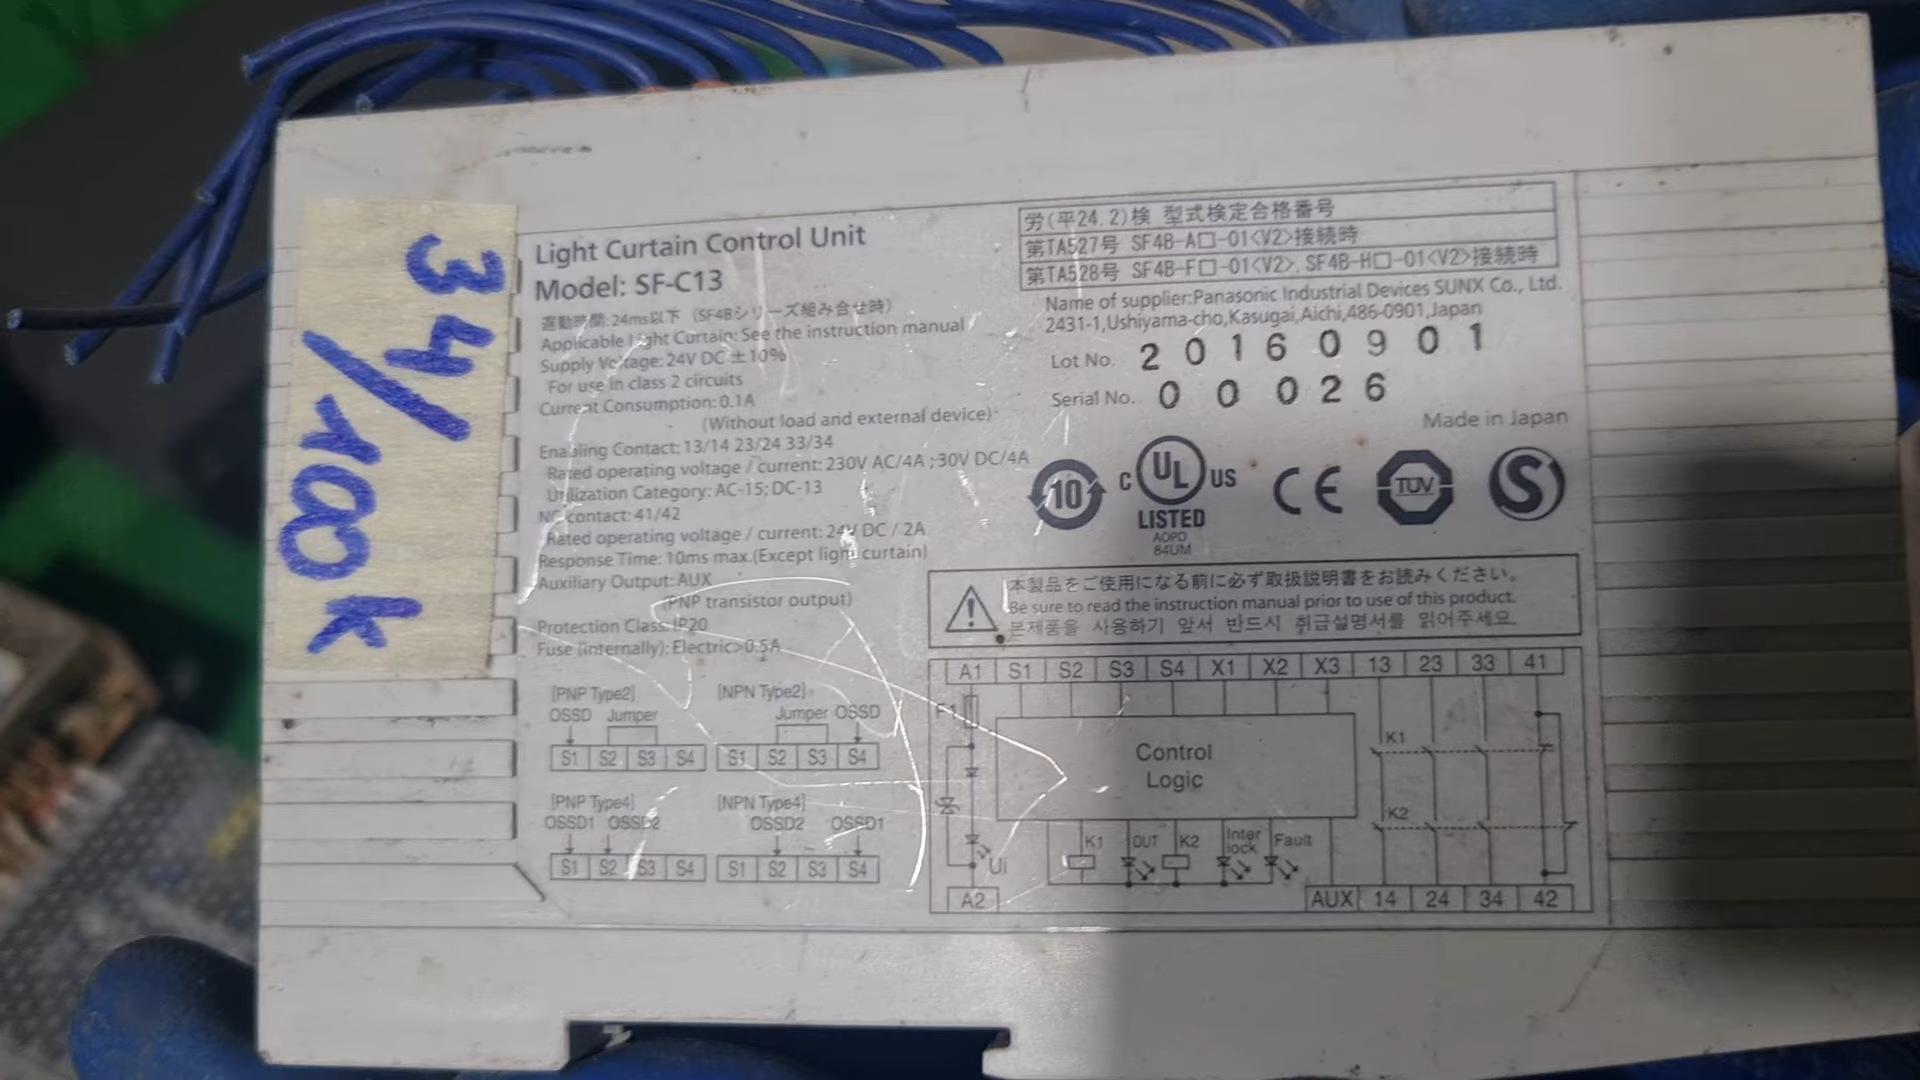 34/100k
Light Curtain Control Unit
Model: SF-C13
遅動時間:24ms以下 (SF4Bシリーズ組み合せ時)
Applicable Light Curtain: See the instruction manual
Supply Voltage: 24V DC ±10%
For use in class 2 circuits
Current Consumption: 0.1A
(Without load and external device)
Enabling Contact: 13/14 23/24 33/34
Rated operating voltage / current: 230V AC/4A ; 30V DC/4A
Utilization Category: AC-15; DC-13
NC contact: 41/42
Rated operating voltage / current: 24V DC / 2A
Response Time: 10ms max.(Except light curtain)
Auxiliary Output: AUX
(PNP transistor output)
Protection Class: IP20
Fuse (internally): Electric>0.5A
[PNP Type2] [NPN Type2]
OSSD Jumper Jumper OSSD
S1 S2 S3 S4 S1 S2 S3 S4
[PNP Type4] [NPN Type4]
OSSD1 OSSD2 OSSD2 OSSD1
S1 S2 S3 S4 S1 S2 S3 S4
労(平24.2)検 型式検定合格番号
第TA527号 SF4B-A□-01<V2>接続時
第TA528号 SF4B-F□-01<V2>, SF4B-H□-01<V2>接続時
Name of supplier:Panasonic Industrial Devices SUNX Co., Ltd.
2431-1,Ushiyama-cho,Kasugai,Aichi,486-0901,Japan
Lot No. 20160901
Serial No. 00026
Made in Japan
10 C UL US CE TÜV S
LISTED
AOPD
84UM
本製品をご使用になる前に必ず取扱説明書をお読みください。
Be sure to read the instruction manual prior to use of this product.
본제품을 사용하기 앞서 반드시 취급설명서를 읽어주세요.
A1 S1 S2 S3 S4 X1 X2 X3 13 23 33 41
F1
K1
Control
Logic
K2
K1 OUT K2 Inter
lock Fault
Ui
A2 AUX 14 24 34 42